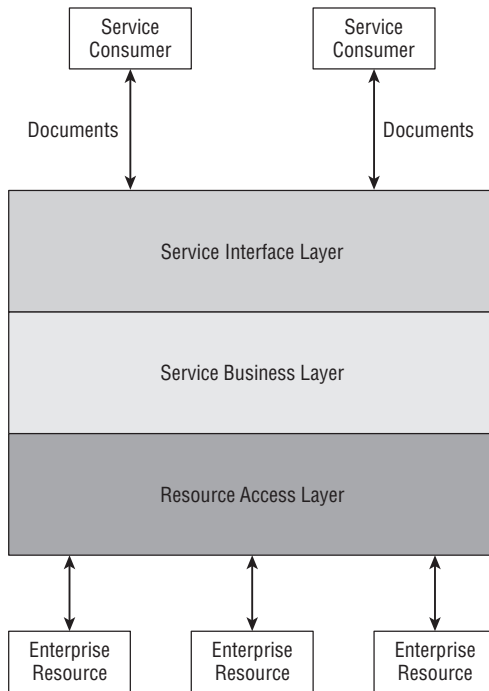 Service
Consumer
Service
Consumer
Documents
Documents
Service Interface Layer
Service Business Layer
Resource Access Layer
Enterprise
Resource
Enterprise
Resource
Enterprise
Resource